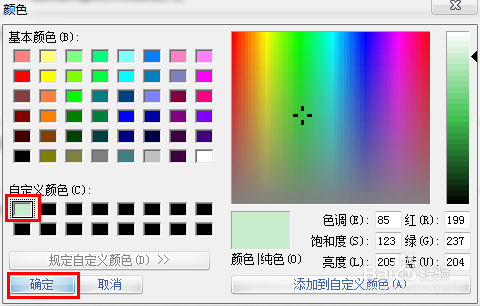 颜色
基本颜色(B):
自定义颜色(C):
规定自定义颜色(D) >>
确定 取消
颜色|纯色(O)
色调(E): 85 红(R): 199
饱和度(S): 123 绿(G): 237
亮度(L): 205 蓝(U): 204
添加到自定义颜色(A)